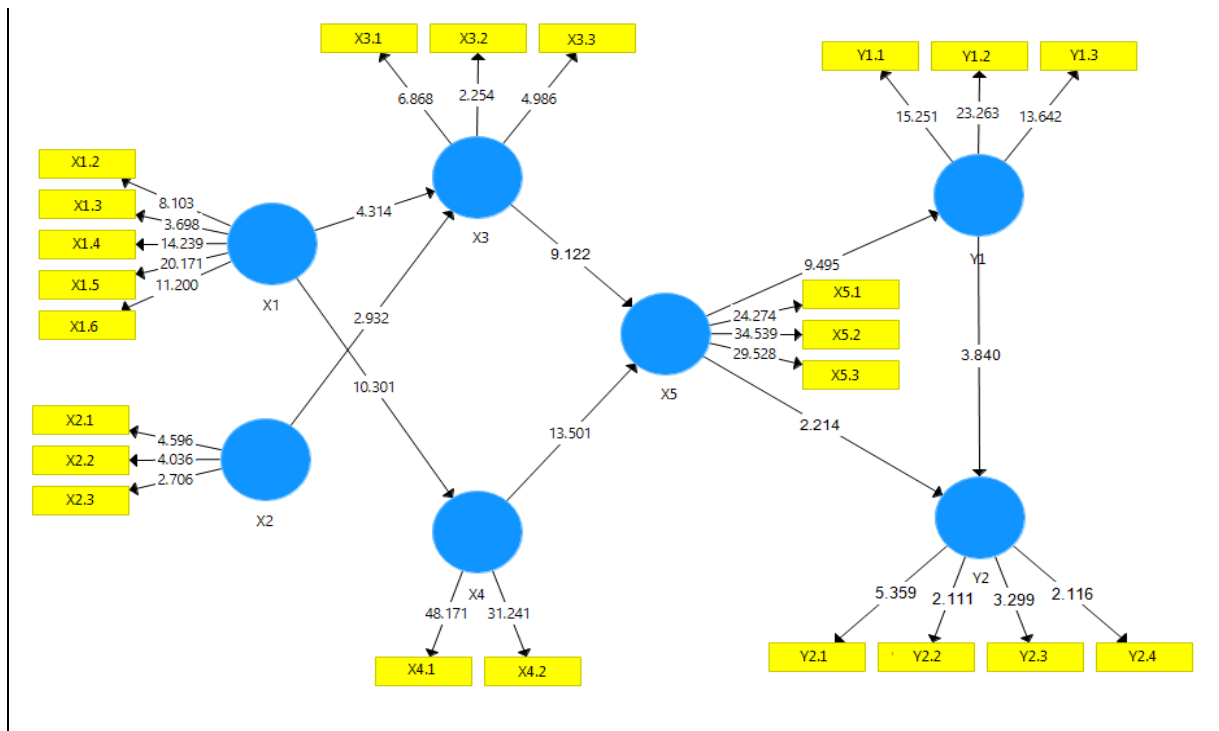 X3.1 X3.2 X3.3
Y1.1 Y1.2 Y1.3
6.868 2.254 4.986
15.251 23.263 13.642
X1.2
X1.3
X1.4
X1.5
X1.6
8.103
3.698
14.239
20.171
11.200
X1
4.314
X3
2.932
10.301
9.122
X2.1
X2.2
X2.3
4.596
4.036
2.706
X2
13.501
X5
9.495
24.274
34.539
29.528
X5.1
X5.2
X5.3
Y1
3.840
2.214
X4
48.171 31.241
X4.1 X4.2
Y2
5.359 2.111 3.299 2.116
Y2.1 Y2.2 Y2.3 Y2.4